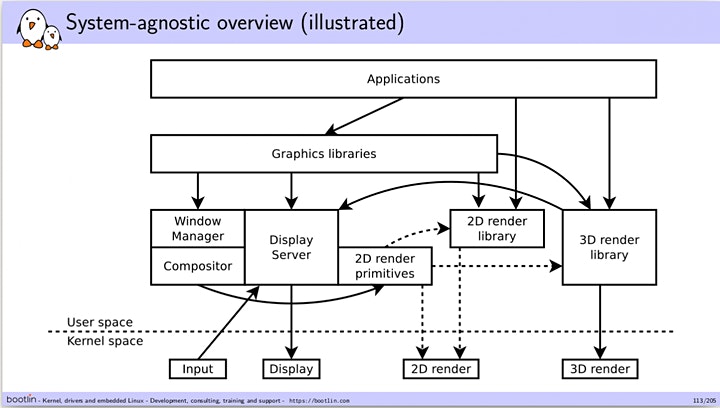 System-agnostic overview (illustrated)
Applications
Graphics libraries
Window
Manager
Compositor
Display
Server
2D render
primitives
2D render
library
3D render
library
User space
Kernel space
Input
Display
2D render
3D render
bootlin - Kernel, drivers and embedded Linux - Development, consulting, training and support - https://bootlin.com
113/205